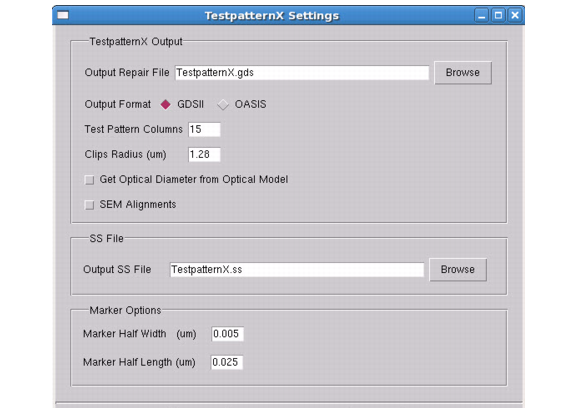 TestpatternX Settings
TestpatternX Output
Output Repair File TestpatternX.gds Browse
Output Format GDSII OASIS
Test Pattern Columns 15
Clips Radius (um) 1.28
Get Optical Diameter from Optical Model
SEM Alignments
SS File
Output SS File TestpatternX.ss Browse
Marker Options
Marker Half Width (um) 0.005
Marker Half Length (um) 0.025